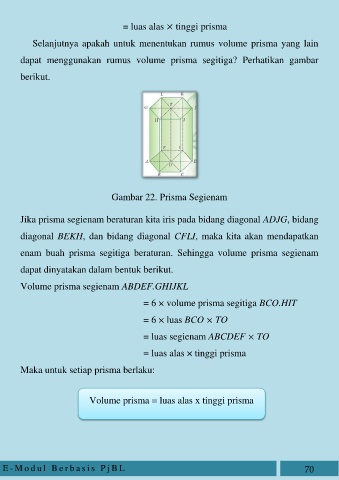 = luas alas × tinggi prisma
Selanjutnya apakah untuk menentukan rumus volume prisma yang lain
dapat menggunakan rumus volume prisma segitiga? Perhatikan gambar
berikut.
Gambar 22. Prisma Segienam
Jika prisma segienam beraturan kita iris pada bidang diagonal ADJG, bidang
diagonal BEKH, dan bidang diagonal CFLI, maka kita akan mendapatkan
enam buah prisma segitiga beraturan. Sehingga volume prisma segienam
dapat dinyatakan dalam bentuk berikut.
Volume prisma segienam ABDEF.GHIJKL
= 6 × volume prisma segitiga BCO.HIT
= 6 × luas BCO × TO
= luas segienam ABCDEF × TO
= luas alas × tinggi prisma
Maka untuk setiap prisma berlaku:
Volume prisma = luas alas x tinggi prisma
E-Modul Berbasis PjBL 70